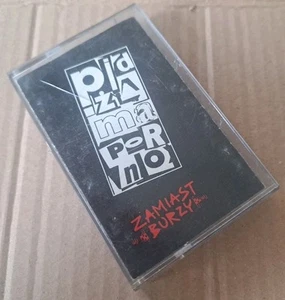 pid
żA
ma
PoR
nO
ZAMIAST
BURZY